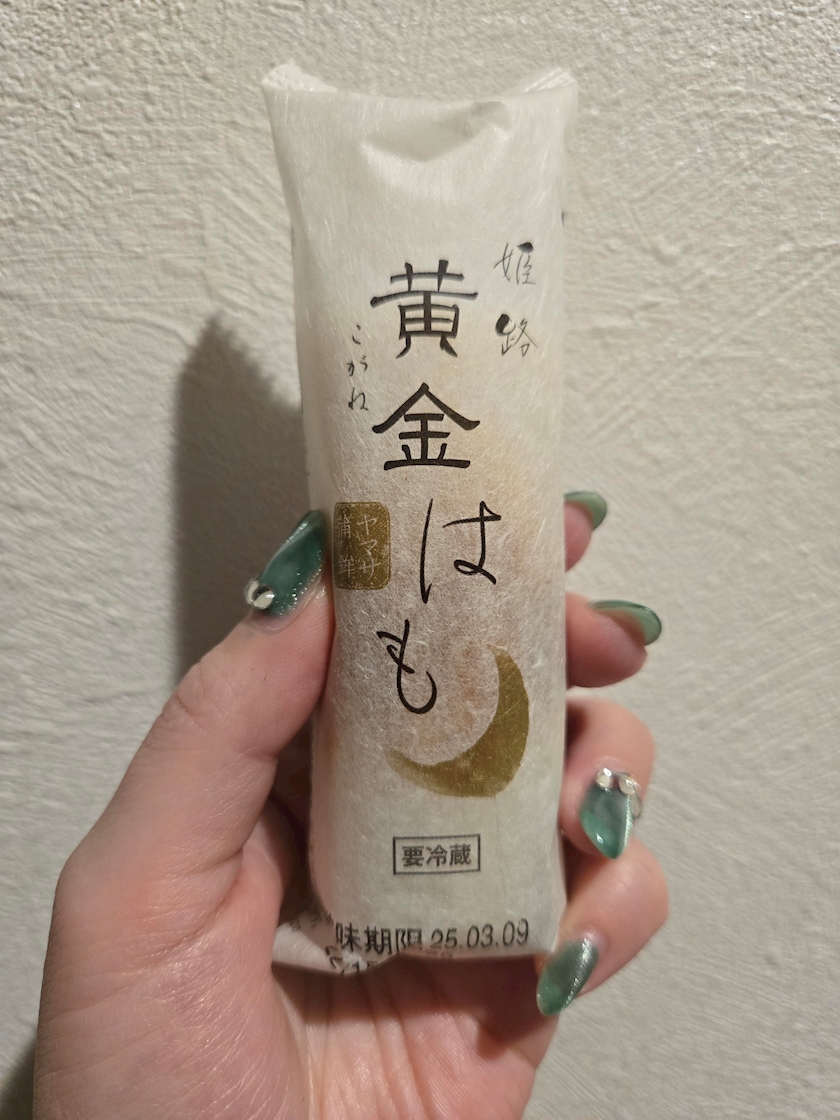 姫路
黄金はも
こがね
ヤマサ
蒲鉾
要冷蔵
味期限 25.03.09